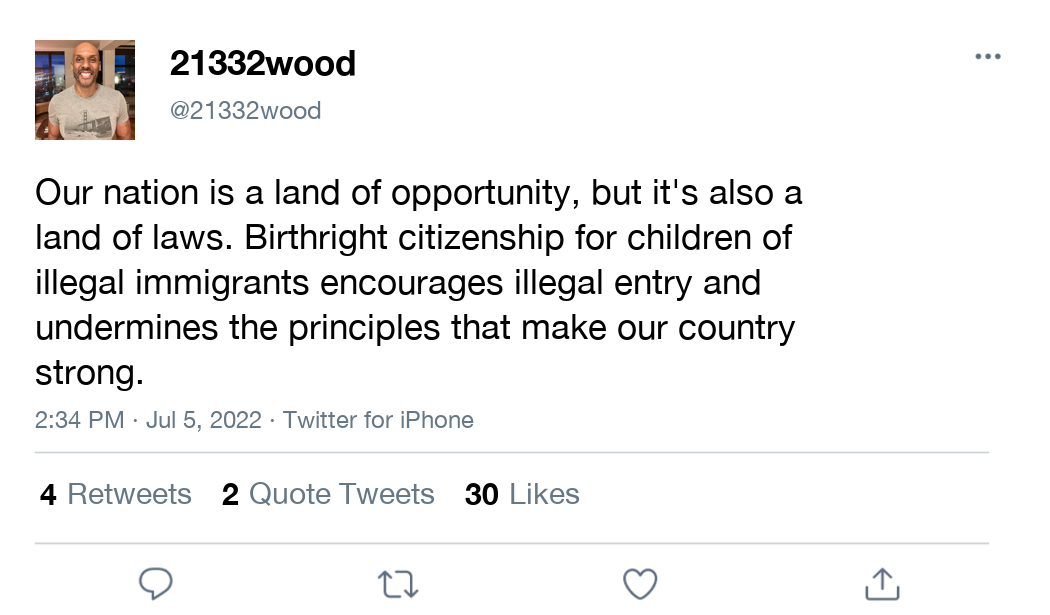 21332wood
@21332wood
Our nation is a land of opportunity, but it's also a
land of laws. Birthright citizenship for children of
illegal immigrants encourages illegal entry and
undermines the principles that make our country
strong.
2:34 PM · Jul 5, 2022 · Twitter for iPhone
4 Retweets 2 Quote Tweets 30 Likes